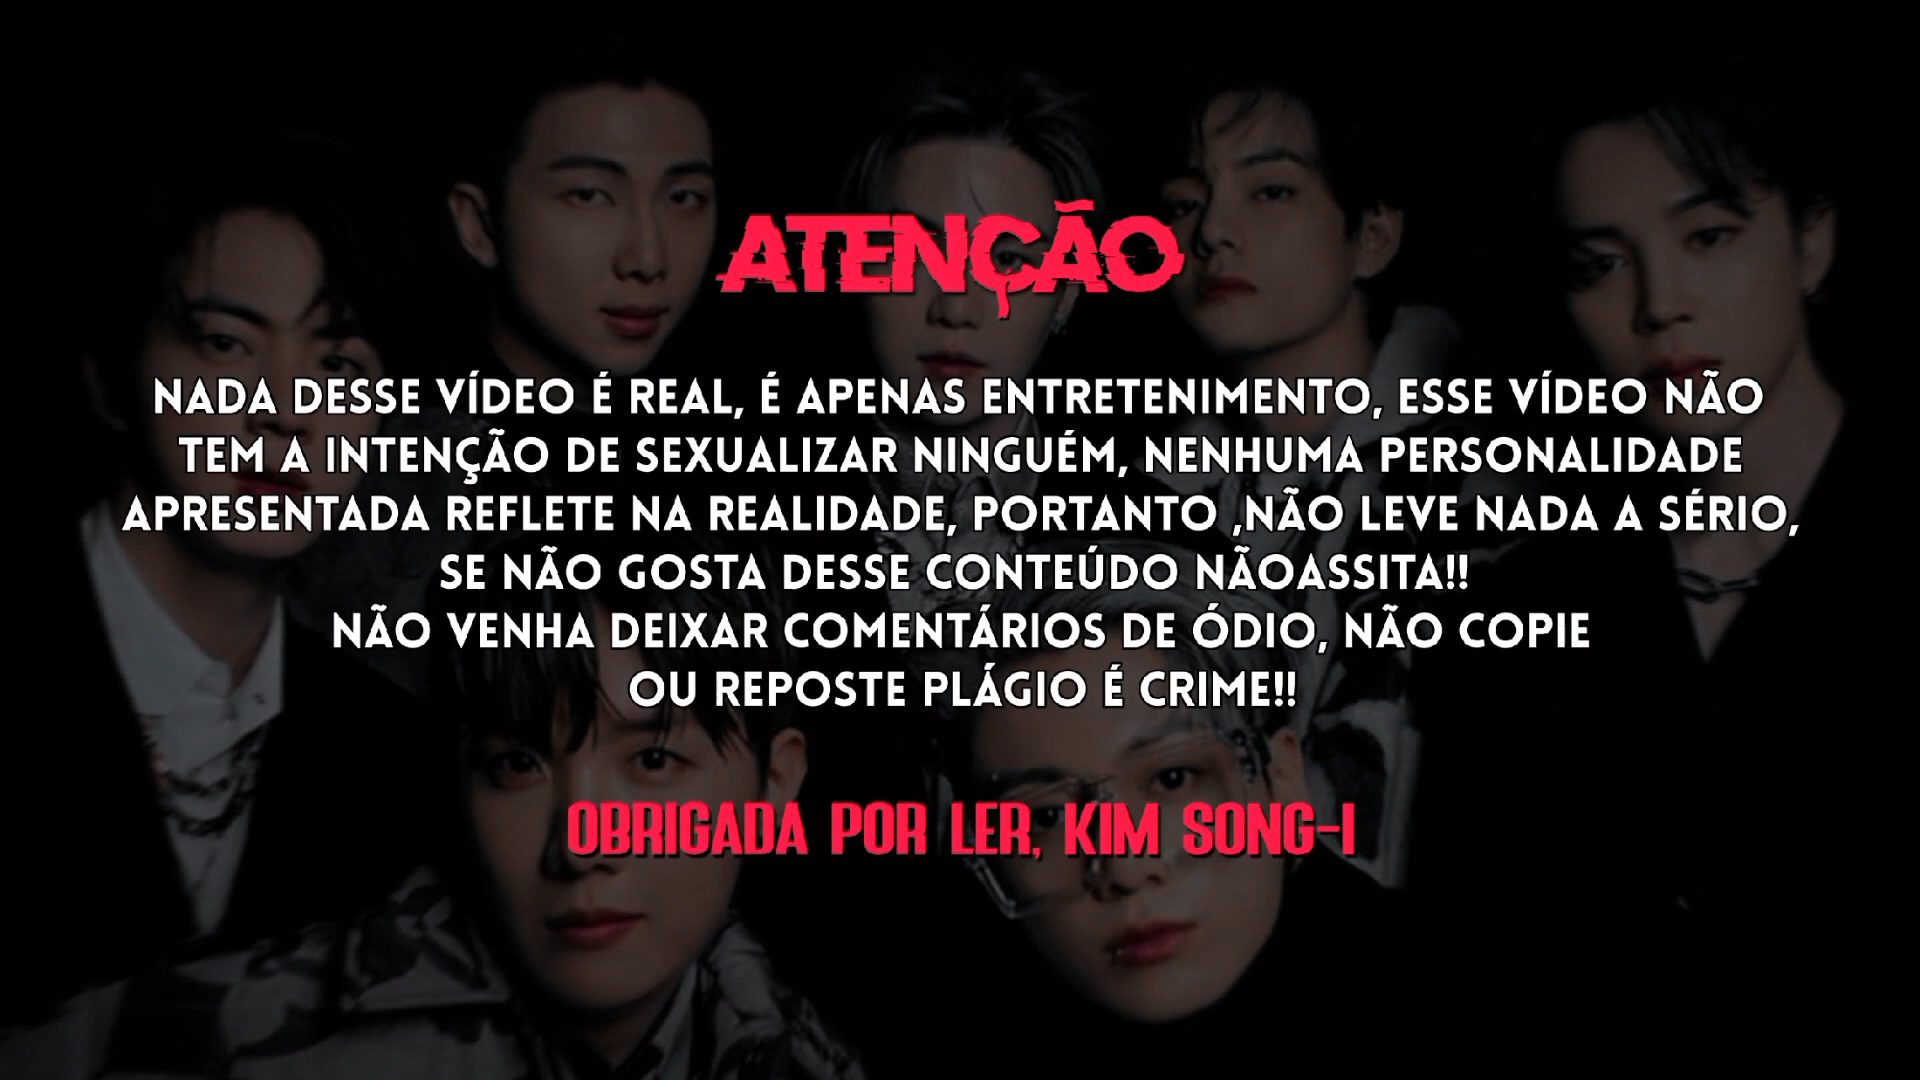 ATENÇÃO
NADA DESSE VÍDEO É REAL, É APENAS ENTRETENIMENTO, ESSE VÍDEO NÃO
TEM A INTENÇÃO DE SEXUALIZAR NINGUÉM, NENHUMA PERSONALIDADE
APRESENTADA REFLETE NA REALIDADE, PORTANTO ,NÃO LEVE NADA A SÉRIO,
SE NÃO GOSTA DESSE CONTEÚDO NÃOASSITA!!
NÃO VENHA DEIXAR COMENTÁRIOS DE ÓDIO, NÃO COPIE
OU REPOSTE PLÁGIO É CRIME!!
OBRIGADA POR LER, KIM SONG-I